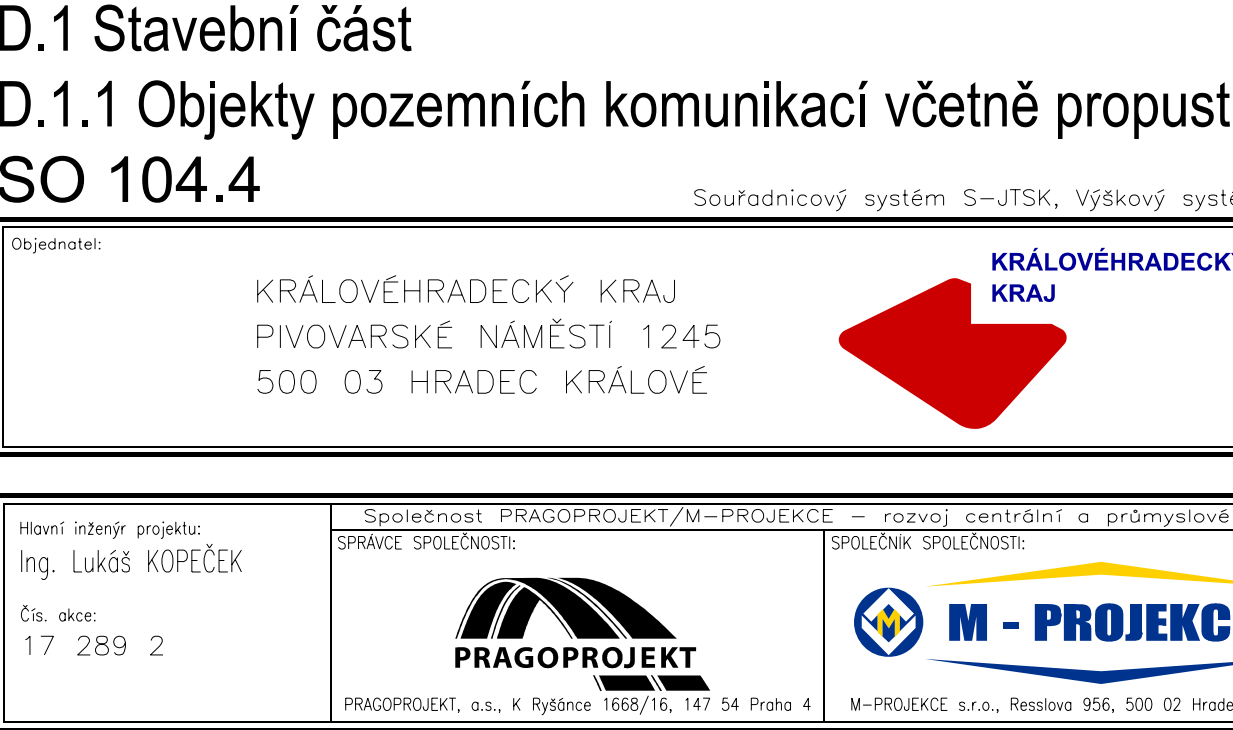 D.1 Stavební část
D.1.1 Objekty pozemních komunikací včetně propust
SO 104.4
Souřadnicový systém S-JTSK, Výškový systé
Objednatel:
KRÁLOVÉHRADECKÝ KRAJ
PIVOVARSKÉ NÁMĚSTÍ 1245
500 03 HRADEC KRÁLOVÉ
KRÁLOVÉHRADECKÝ
KRAJ
Hlavní inženýr projektu:
Ing. Lukáš KOPEČEK
Čís. akce:
17 289 2
Společnost PRAGOPROJEKT/M-PROJEKCE - rozvoj centrální a průmyslové
SPRÁVCE SPOLEČNOSTI:
PRAGOPROJEKT
PRAGOPROJEKT, a.s., K Ryšánce 1668/16, 147 54 Praha 4
SPOLEČNÍK SPOLEČNOSTI:
M
M - PROJEKC
M-PROJEKCE s.r.o., Resslova 956, 500 02 Hrade